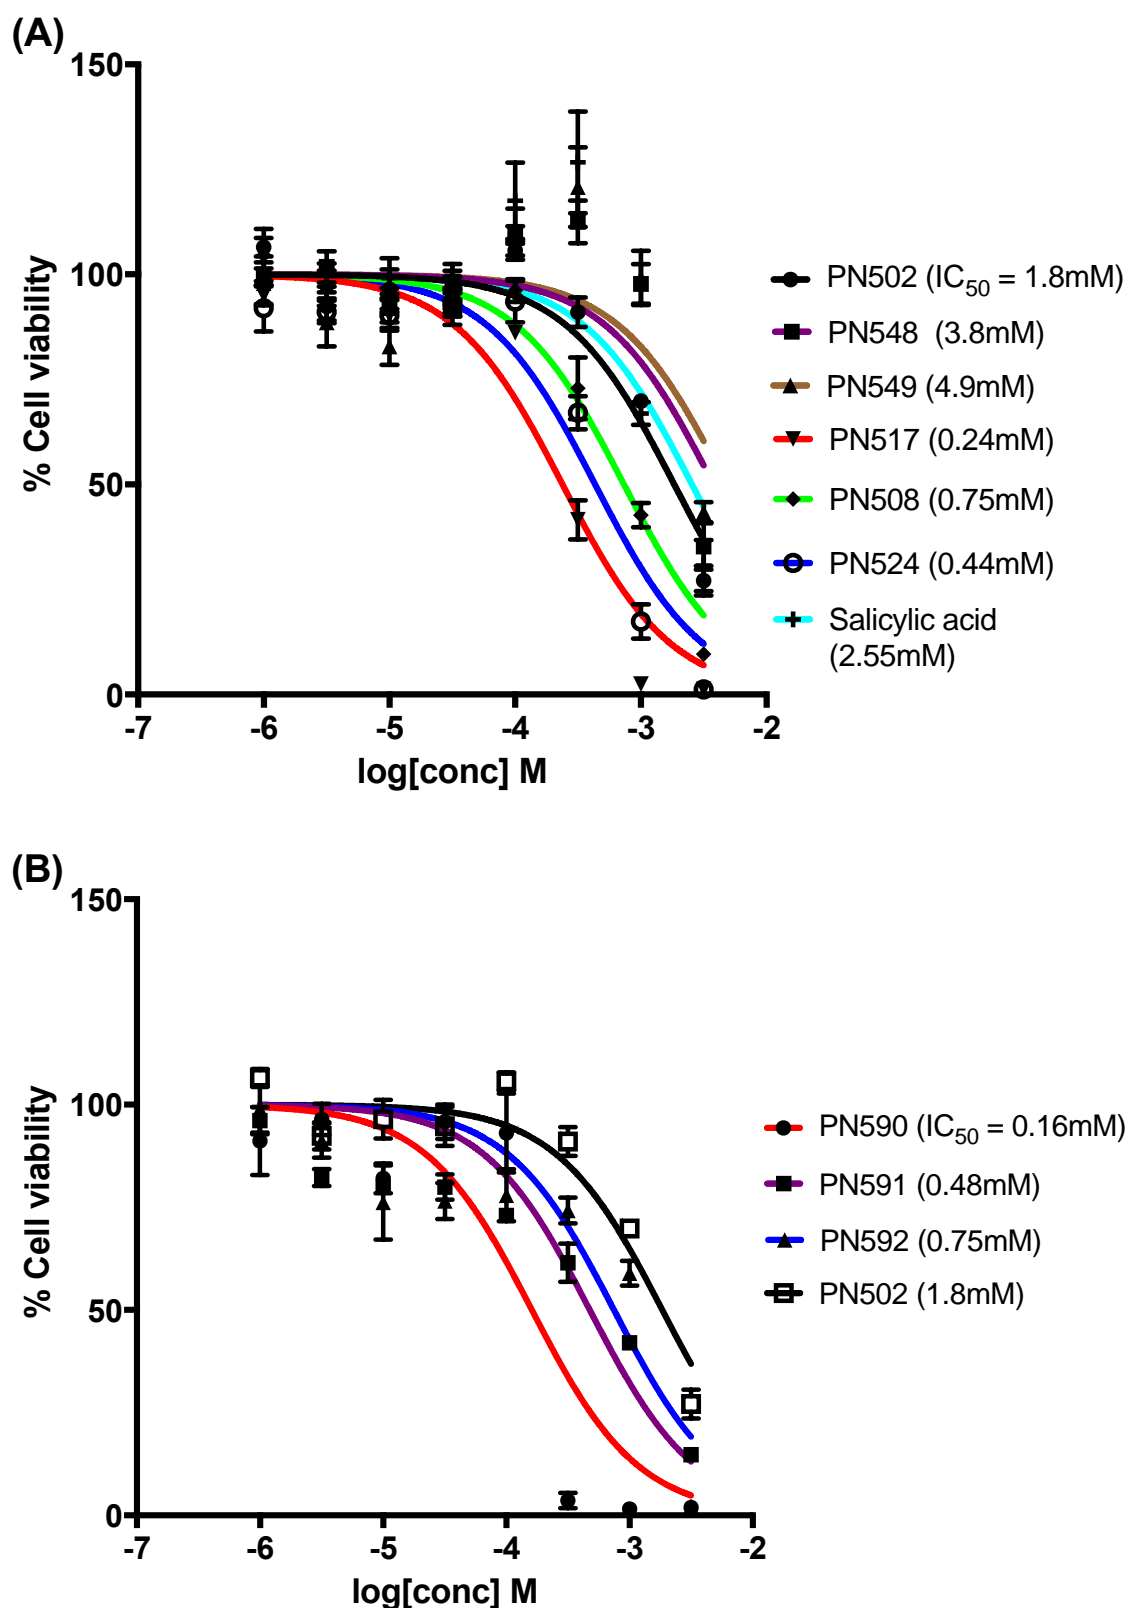 (A)
150
100
50
0
% Cell viability
-7 -6 -5 -4 -3 -2
log[conc] M
PN502 (IC50 = 1.8mM)
PN548 (3.8mM)
PN549 (4.9mM)
PN517 (0.24mM)
PN508 (0.75mM)
PN524 (0.44mM)
Salicylic acid
(2.55mM)
(B)
150
100
50
0
% Cell viability
-7 -6 -5 -4 -3 -2
log[conc] M
PN590 (IC50 = 0.16mM)
PN591 (0.48mM)
PN592 (0.75mM)
PN502 (1.8mM)